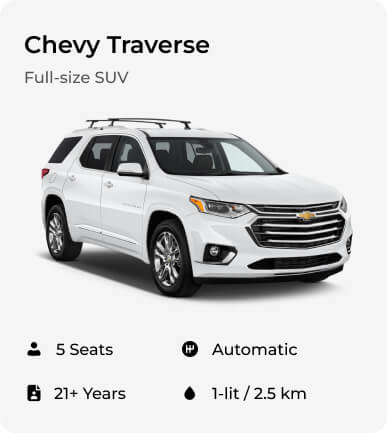 Chevy Traverse
Full-size SUV
5 Seats
Automatic
21+ Years
1-lit / 2.5 km